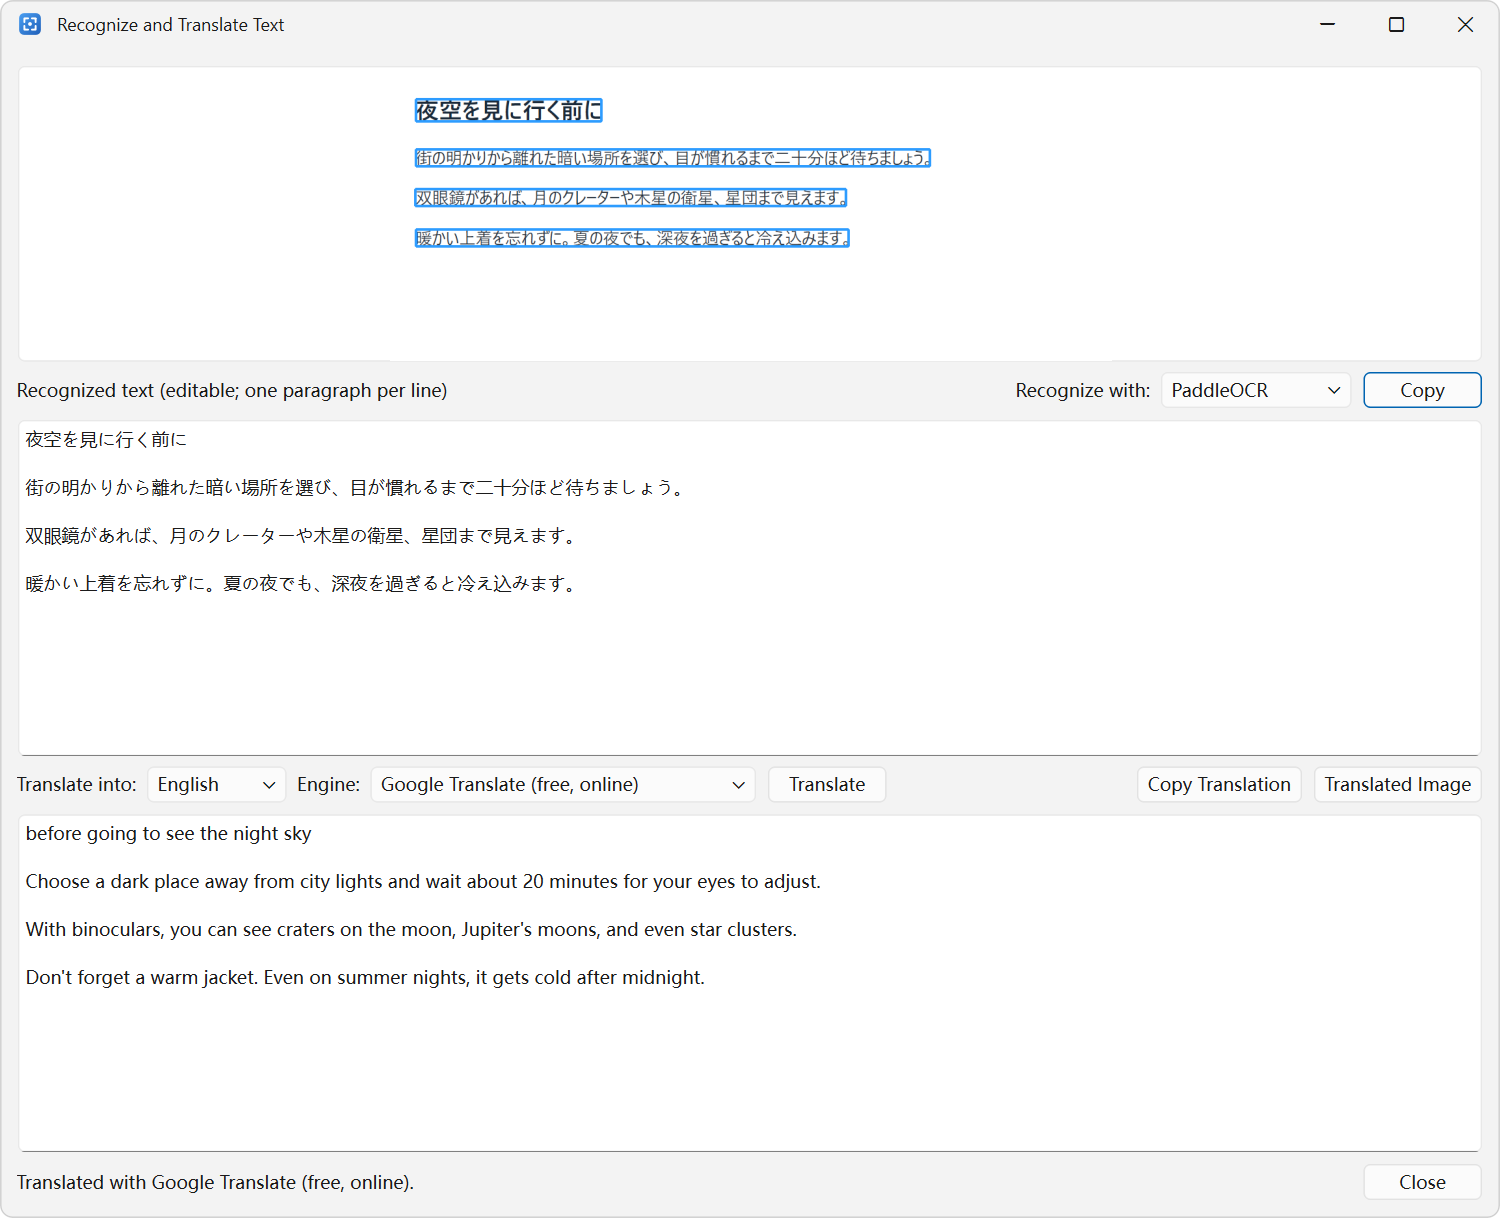 Recognize and Translate Text
夜空を見に行く前に
街の明かりから離れた暗い場所を選び、目が慣れるまで二十分ほど待ちましょう。
双眼鏡があれば、月のクレーターや木星の衛星、星団まで見えます。
暖かい上着を忘れずに。夏の夜でも、深夜を過ぎると冷え込みます。
Recognized text (editable; one paragraph per line) Recognize with: PaddleOCR Copy
夜空を見に行く前に
街の明かりから離れた暗い場所を選び、目が慣れるまで二十分ほど待ちましょう。
双眼鏡があれば、月のクレーターや木星の衛星、星団まで見えます。
暖かい上着を忘れずに。夏の夜でも、深夜を過ぎると冷え込みます。
Translate into: English Engine: Google Translate (free, online) Translate Copy Translation Translated Image
before going to see the night sky
Choose a dark place away from city lights and wait about 20 minutes for your eyes to adjust.
With binoculars, you can see craters on the moon, Jupiter's moons, and even star clusters.
Don't forget a warm jacket. Even on summer nights, it gets cold after midnight.
Translated with Google Translate (free, online). Close